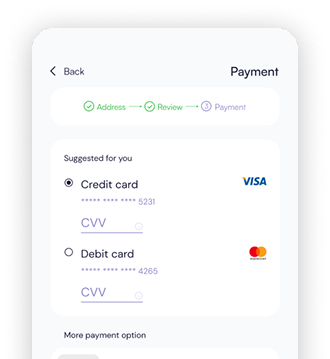 Back
Payment
Address
Review
3 Payment
Suggested for you
Credit card
VISA
***** **** **** 5231
CVV
Debit card
***** **** **** 4265
CVV
More payment option